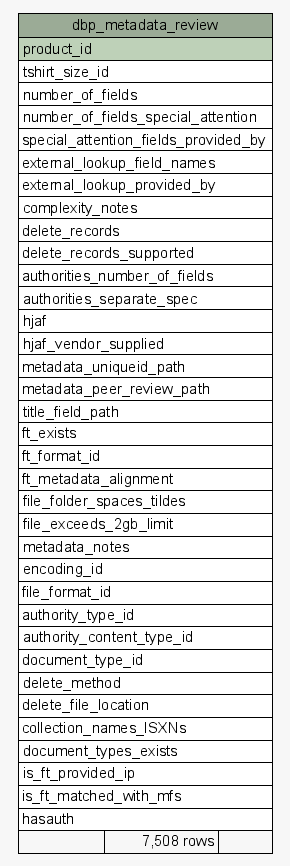 dbp_metadata_review
product_id
tshirt_size_id
number_of_fields
number_of_fields_special_attention
special_attention_fields_provided_by
external_lookup_field_names
external_lookup_provided_by
complexity_notes
delete_records
delete_records_supported
authorities_number_of_fields
authorities_separate_spec
hjaf
hjaf_vendor_supplied
metadata_uniqueid_path
metadata_peer_review_path
title_field_path
ft_exists
ft_format_id
ft_metadata_alignment
file_folder_spaces_tildes
file_exceeds_2gb_limit
metadata_notes
encoding_id
file_format_id
authority_type_id
authority_content_type_id
document_type_id
delete_method
delete_file_location
collection_names_ISXNs
document_types_exists
is_ft_provided_ip
is_ft_matched_with_mfs
hasauth
7,508 rows